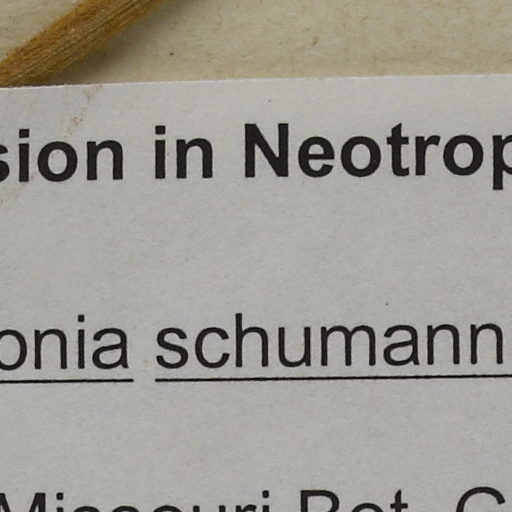 sion in Neotrop
onia schumann
Missouri Bot. G